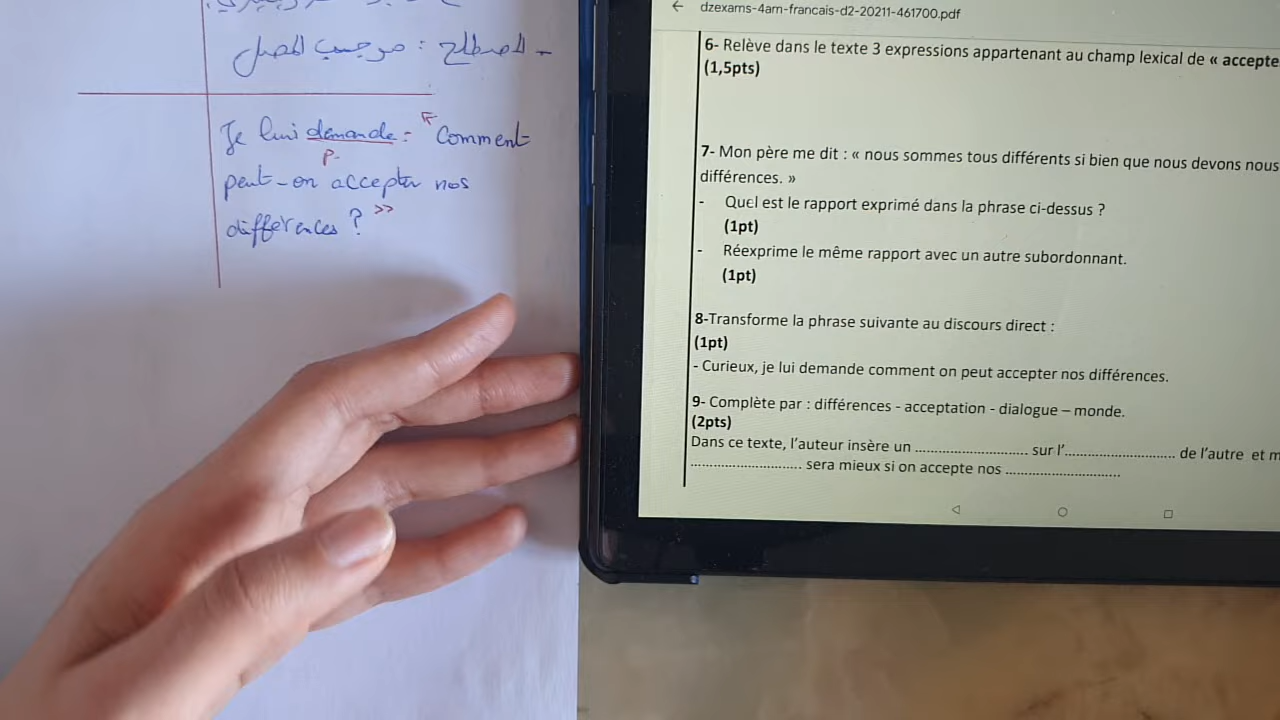 - المصطلح : مرجيب المصل
Je lui demande : "Comment
P-
peut-on accepter nos
différences ? >>
← dzexams-4am-francais-d2-20211-461700.pdf
6- Relève dans le texte 3 expressions appartenant au champ lexical de « accepte
(1,5pts)
7- Mon père me dit : « nous sommes tous différents si bien que nous devons nous
différences. »
- Quel est le rapport exprimé dans la phrase ci-dessus ?
(1pt)
- Réexprime le même rapport avec un autre subordonnant.
(1pt)
8-Transforme la phrase suivante au discours direct :
(1pt)
- Curieux, je lui demande comment on peut accepter nos différences.
9- Complète par : différences - acceptation - dialogue – monde.
(2pts)
Dans ce texte, l'auteur insère un ............................ sur l'............................ de l'autre et m
............................ sera mieux si on accepte nos ............................